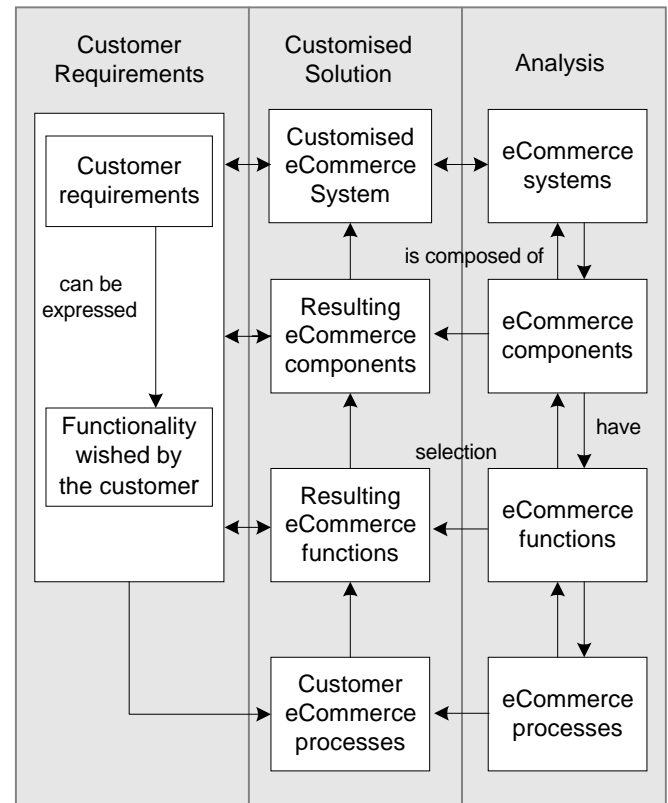 Customer
Requirements
Customised
Solution
Analysis
Customer
requirements
Customised
eCommerce
System
eCommerce
systems
can be
expressed
is composed of
Resulting
eCommerce
components
eCommerce
components
Functionality
wished by
the customer
selection
have
Resulting
eCommerce
functions
eCommerce
functions
Customer
eCommerce
processes
eCommerce
processes